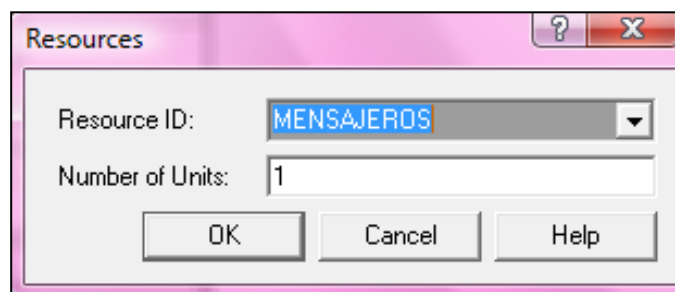 Resources
?
X
Resource ID: MENSAJEROS
Number of Units: 1
OK Cancel Help